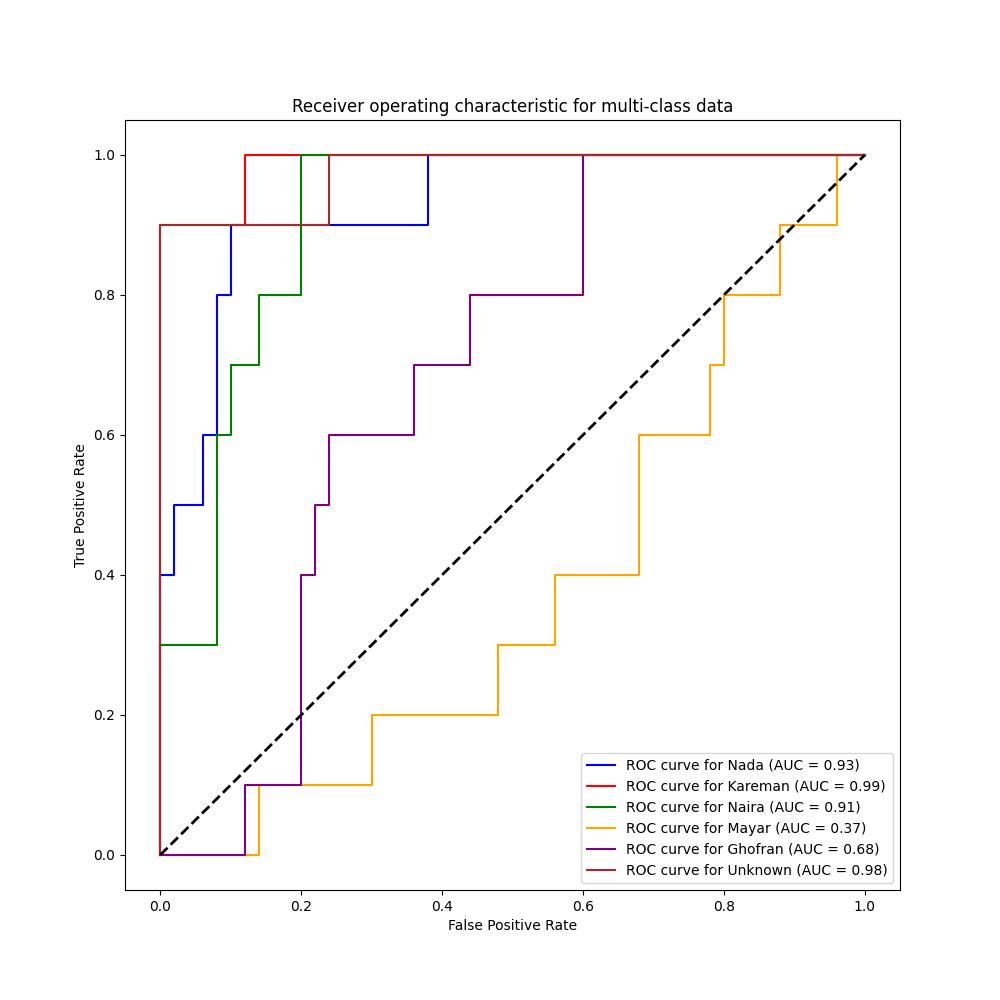 Receiver operating characteristic for multi-class data
True Positive Rate
1.0
0.8
0.6
0.4
0.2
0.0
ROC curve for Nada (AUC = 0.93)
ROC curve for Kareman (AUC = 0.99)
ROC curve for Naira (AUC = 0.91)
ROC curve for Mayar (AUC = 0.37)
ROC curve for Ghofran (AUC = 0.68)
ROC curve for Unknown (AUC = 0.98)
0.0 0.2 0.4 0.6 0.8 1.0
False Positive Rate